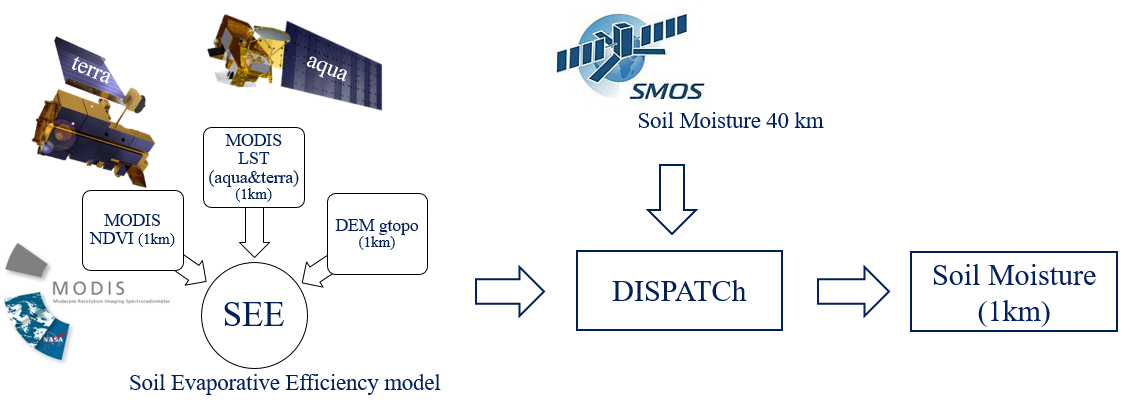 terra
aqua
SMOS
Soil Moisture 40 km
MODIS
LST
(aqua&terra)
(1km)
MODIS
NDVI (1km)
DEM gtopo
(1km)
MODIS
Moderate Resolution Imaging Spectroradiometer
NASA
SEE
Soil Evaporative Efficiency model
DISPATCh
Soil Moisture
(1km)